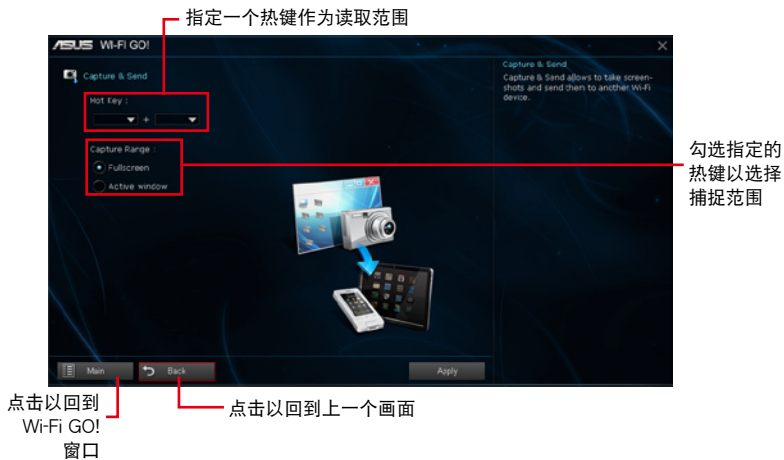 指定一个热键作为读取范围
ASUS WI-FI GO!
Capture & Send
Hot Key :
+
Capture Range :
Fullscreen
Active window
Capture & Send
Capture & Send allows to take screen-
shots and send them to another Wi-Fi
device.
勾选指定的
热键以选择
捕捉范围
Main
Back
Apply
点击以回到
Wi-Fi GO!
窗口
点击以回到上一个画面